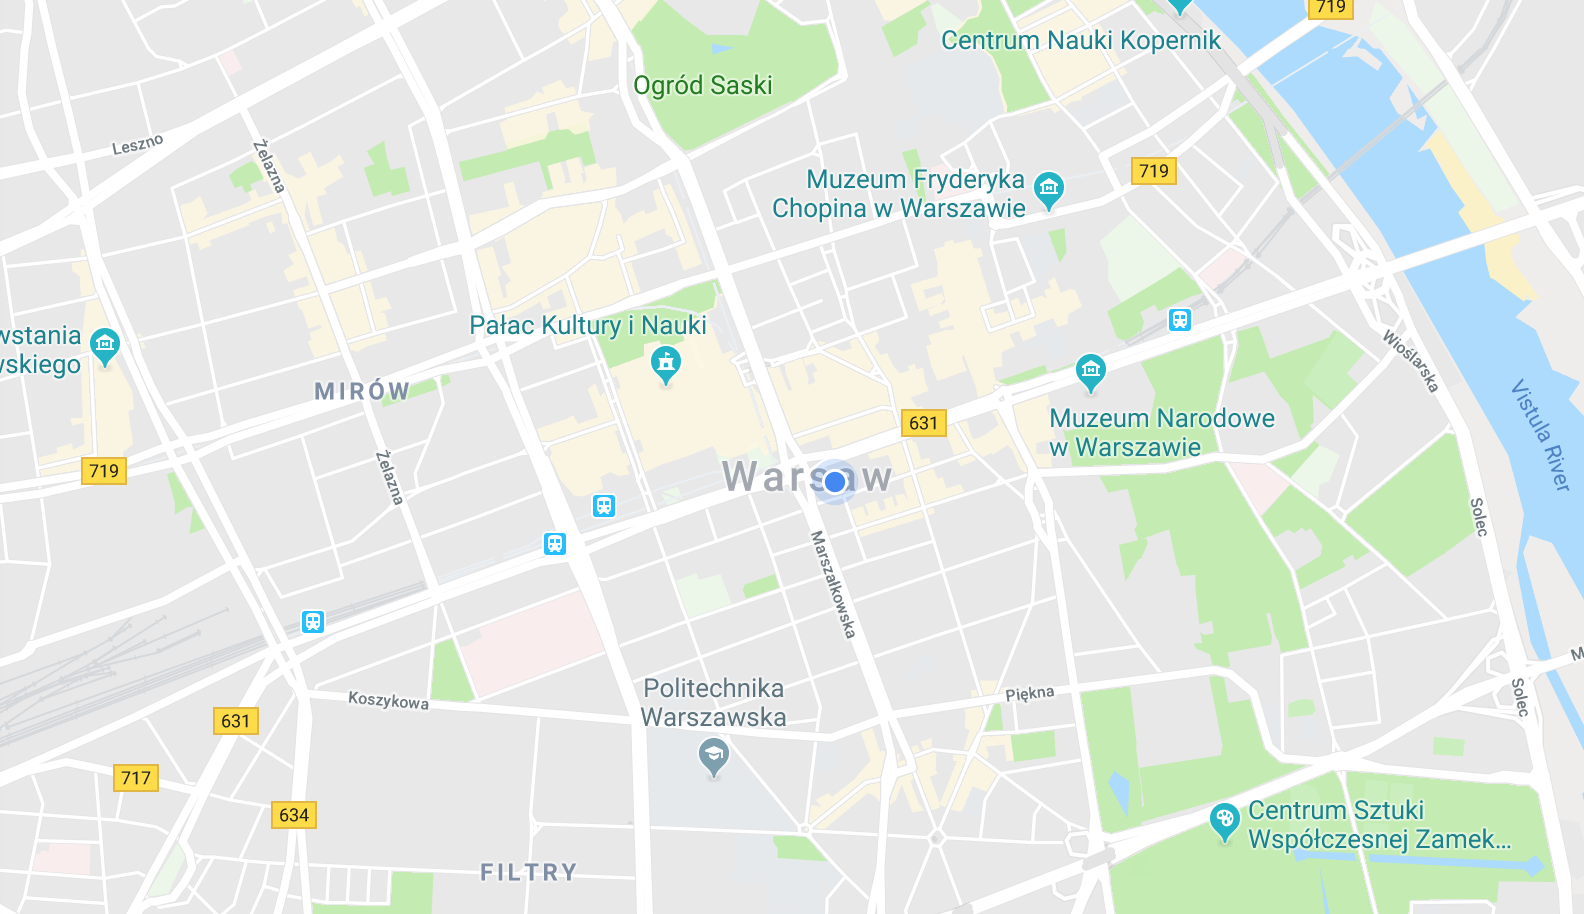 719
Centrum Nauki Kopernik
Ogród Saski
Leszno
Żelazna
719
Muzeum Fryderyka
Chopina w Warszawie
wstania
wskiego
Pałac Kultury i Nauki
MIRÓW
Wioślarska
Vistula River
631
Muzeum Narodowe
w Warszawie
719
Żelazna
Warsaw
Solec
Marszałkowska
Politechnika
Warszawska
Koszykowa
Piękna
Solec
M
631
717
634
Centrum Sztuki
Współczesnej Zamek...
FILTRY
719